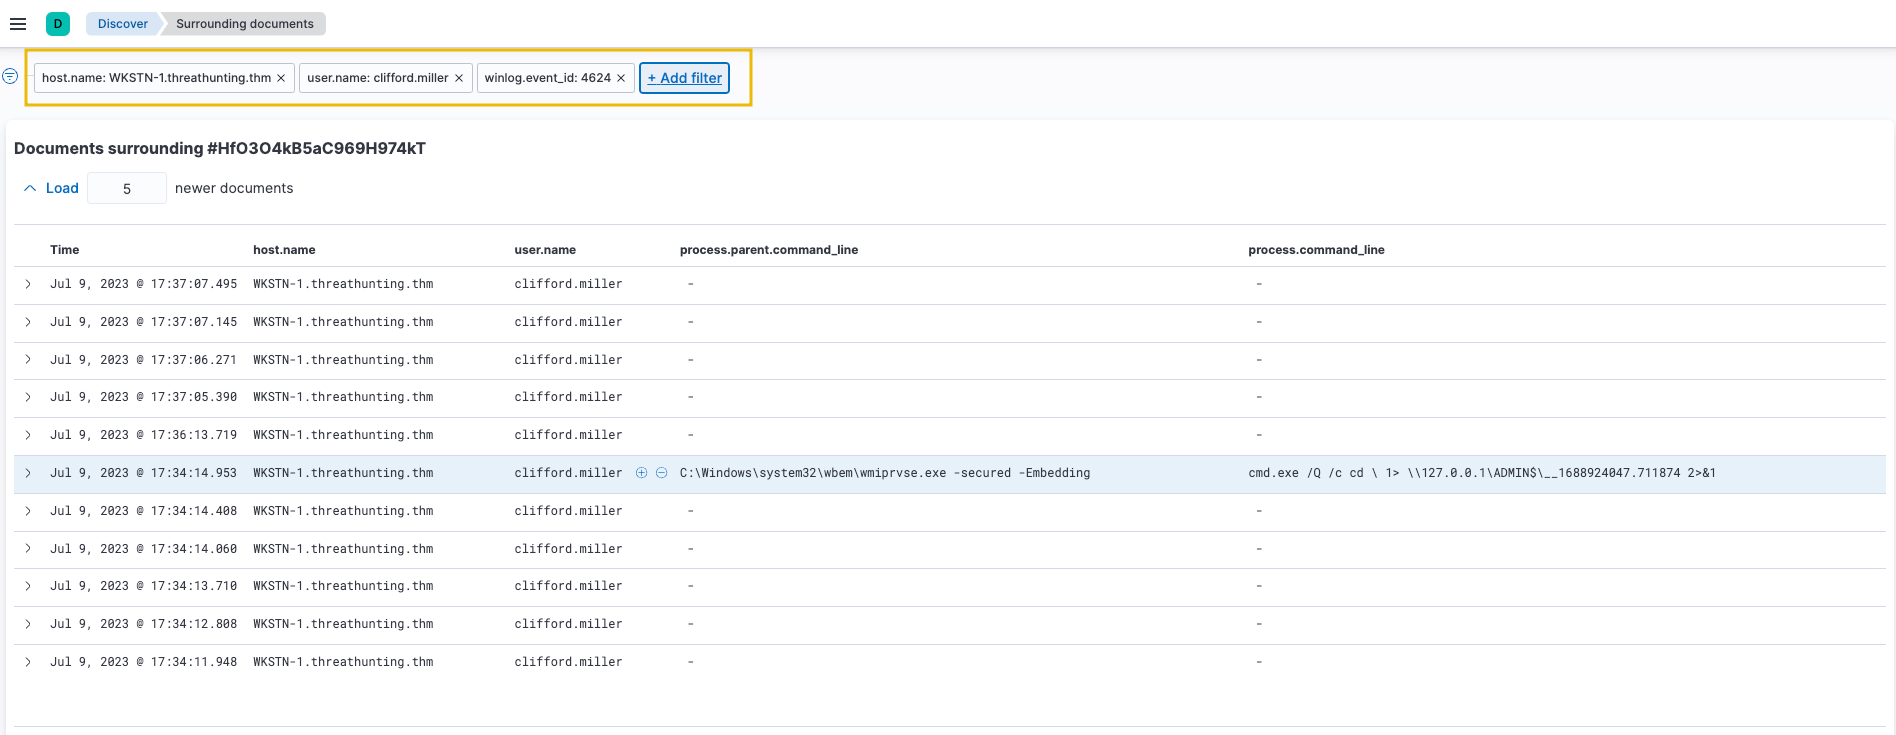 D Discover Surrounding documents
host.name: WKSTN-1.threathunting.thm × user.name: clifford.miller × winlog.event_id: 4624 × + Add filter
Documents surrounding #HfO3O4kB5aC969H974kT
Load 5 newer documents
Time host.name user.name process.parent.command_line process.command_line
Jul 9, 2023 @ 17:37:07.495 WKSTN-1.threathunting.thm clifford.miller - -
Jul 9, 2023 @ 17:37:07.145 WKSTN-1.threathunting.thm clifford.miller - -
Jul 9, 2023 @ 17:37:06.271 WKSTN-1.threathunting.thm clifford.miller - -
Jul 9, 2023 @ 17:37:05.390 WKSTN-1.threathunting.thm clifford.miller - -
Jul 9, 2023 @ 17:36:13.719 WKSTN-1.threathunting.thm clifford.miller - -
Jul 9, 2023 @ 17:34:14.953 WKSTN-1.threathunting.thm clifford.miller C:\Windows\system32\wbem\wmiprvse.exe -secured -Embedding cmd.exe /Q /c cd \ 1> \\127.0.0.1\ADMIN$\__1688924047.711874 2>&1
Jul 9, 2023 @ 17:34:14.408 WKSTN-1.threathunting.thm clifford.miller - -
Jul 9, 2023 @ 17:34:14.060 WKSTN-1.threathunting.thm clifford.miller - -
Jul 9, 2023 @ 17:34:13.710 WKSTN-1.threathunting.thm clifford.miller - -
Jul 9, 2023 @ 17:34:12.808 WKSTN-1.threathunting.thm clifford.miller - -
Jul 9, 2023 @ 17:34:11.948 WKSTN-1.threathunting.thm clifford.miller - -